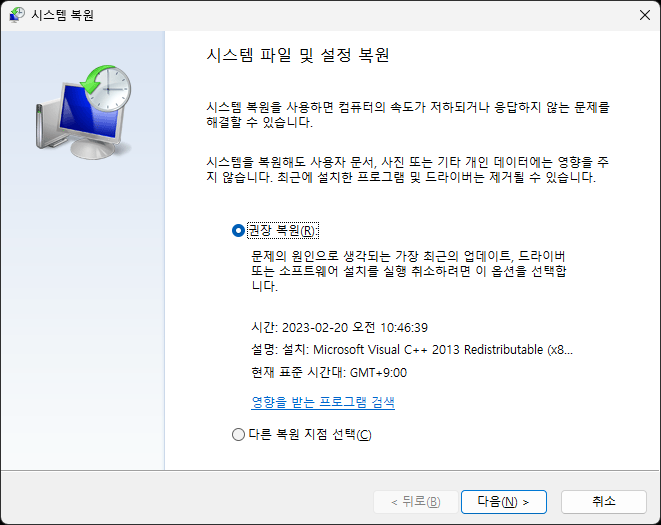 시스템 복원
시스템 파일 및 설정 복원
시스템 복원을 사용하면 컴퓨터의 속도가 저하되거나 응답하지 않는 문제를
해결할 수 있습니다.
시스템을 복원해도 사용자 문서, 사진 또는 기타 개인 데이터에는 영향을 주
지 않습니다. 최근에 설치한 프로그램 및 드라이버는 제거될 수 있습니다.
권장 복원(R):
문제의 원인으로 생각되는 가장 최근의 업데이트, 드라이버
또는 소프트웨어 설치를 실행 취소하려면 이 옵션을 선택합
니다.
시간: 2023-02-20 오전 10:46:39
설명: 설치: Microsoft Visual C++ 2013 Redistributable (x8...
현재 표준 시간대: GMT+9:00
영향을 받는 프로그램 검색
다른 복원 지점 선택(C)
< 뒤로(B)
다음(N) >
취소